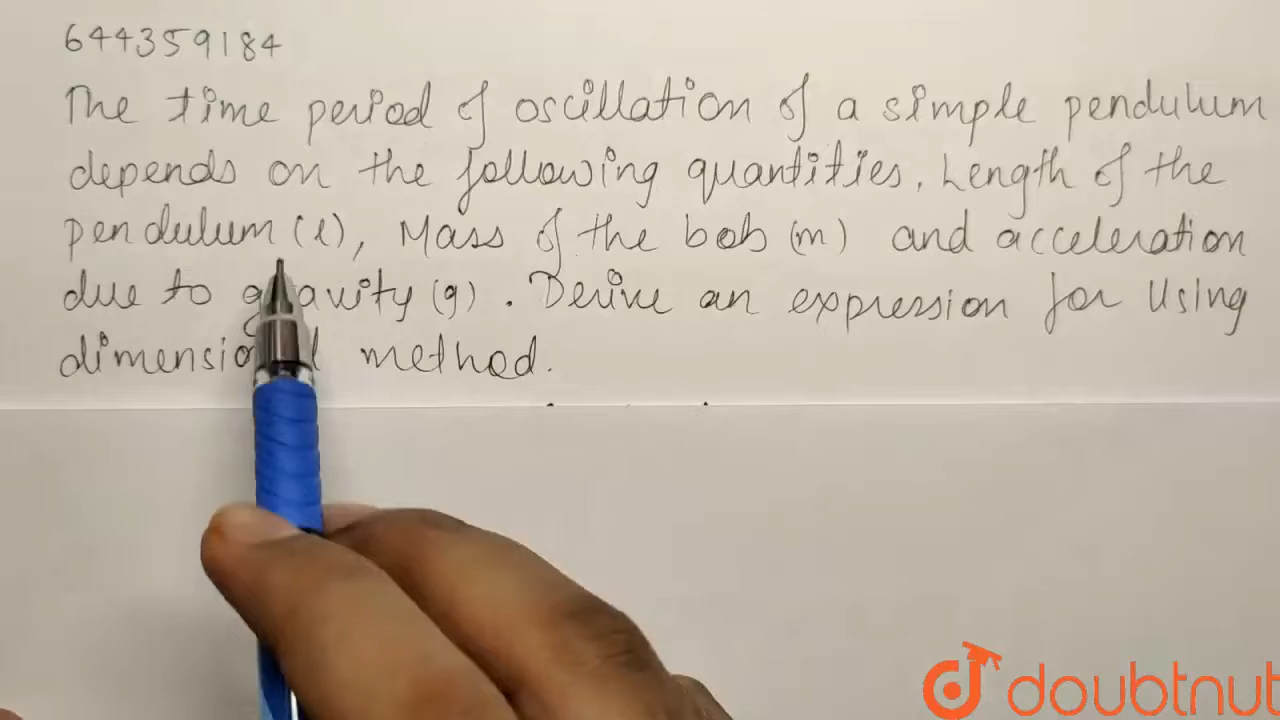 644359184
The time period of oscillation of a simple pendulum
depends on the following quantities. Length of the
pendulum (l), Mass of the bob (m) and acceleration
due to gravity (g). Derive an expression for Using
dimensional method.
doubtnut